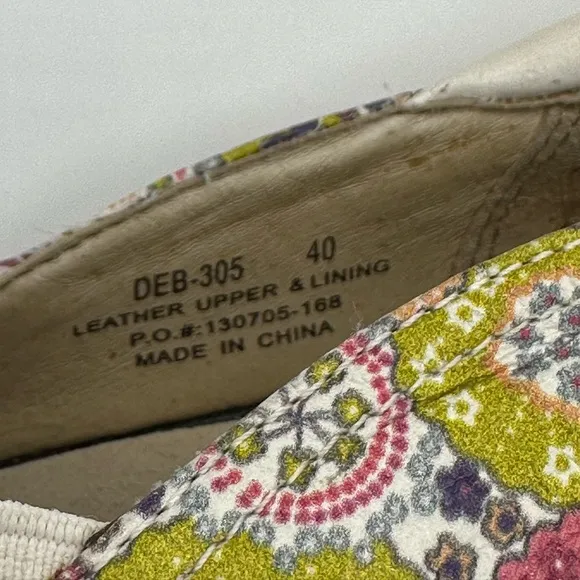 DEB-305 40
LEATHER UPPER & LINING
P.O.#:130705-168
MADE IN CHINA